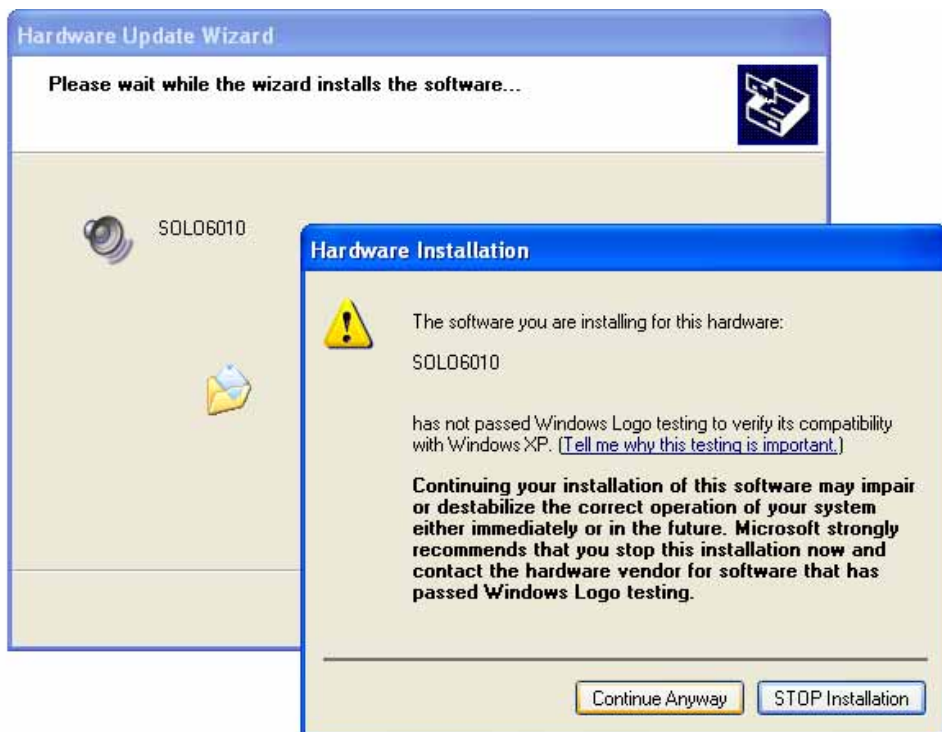 Hardware Update Wizard
Please wait while the wizard installs the software...
SOLO6010
Hardware Installation
The software you are installing for this hardware:
SOLO6010
has not passed Windows Logo testing to verify its compatibility
with Windows XP. (Tell me why this testing is important.)
Continuing your installation of this software may impair
or destabilize the correct operation of your system
either immediately or in the future. Microsoft strongly
recommends that you stop this installation now and
contact the hardware vendor for software that has
passed Windows Logo testing.
Continue Anyway
STOP Installation